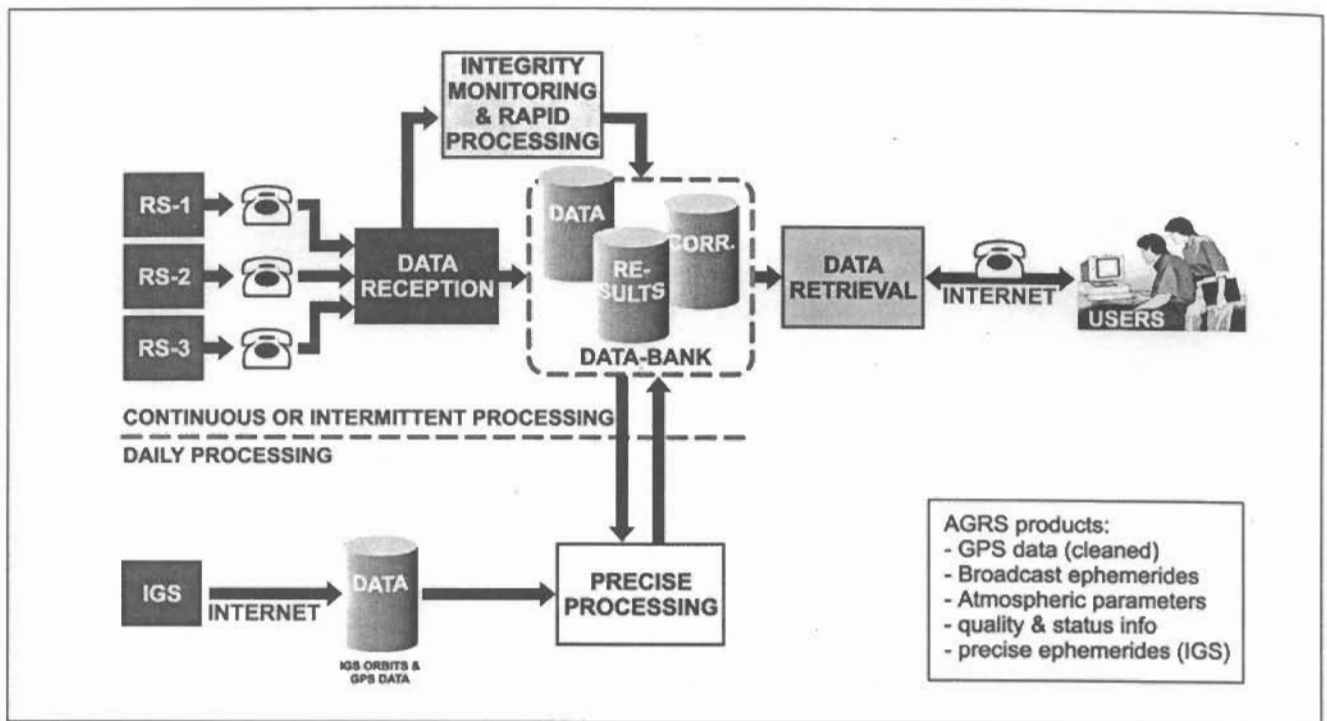 INTEGRITY
MONITORING
& RAPID
PROCESSING
RS-1
RS-2
RS-3
DATA
RECEPTION
DATA
CORR.
RE-
SULTS
DATA-BANK
DATA
RETRIEVAL
INTERNET
USERS
CONTINUOUS OR INTERMITTENT PROCESSING
DAILY PROCESSING
IGS
INTERNET
DATA
IGS ORBITS &
GPS DATA
PRECISE
PROCESSING
AGRS products:
- GPS data (cleaned)
- Broadcast ephemerides
- Atmospheric parameters
- quality & status info
- precise ephemerides (IGS)